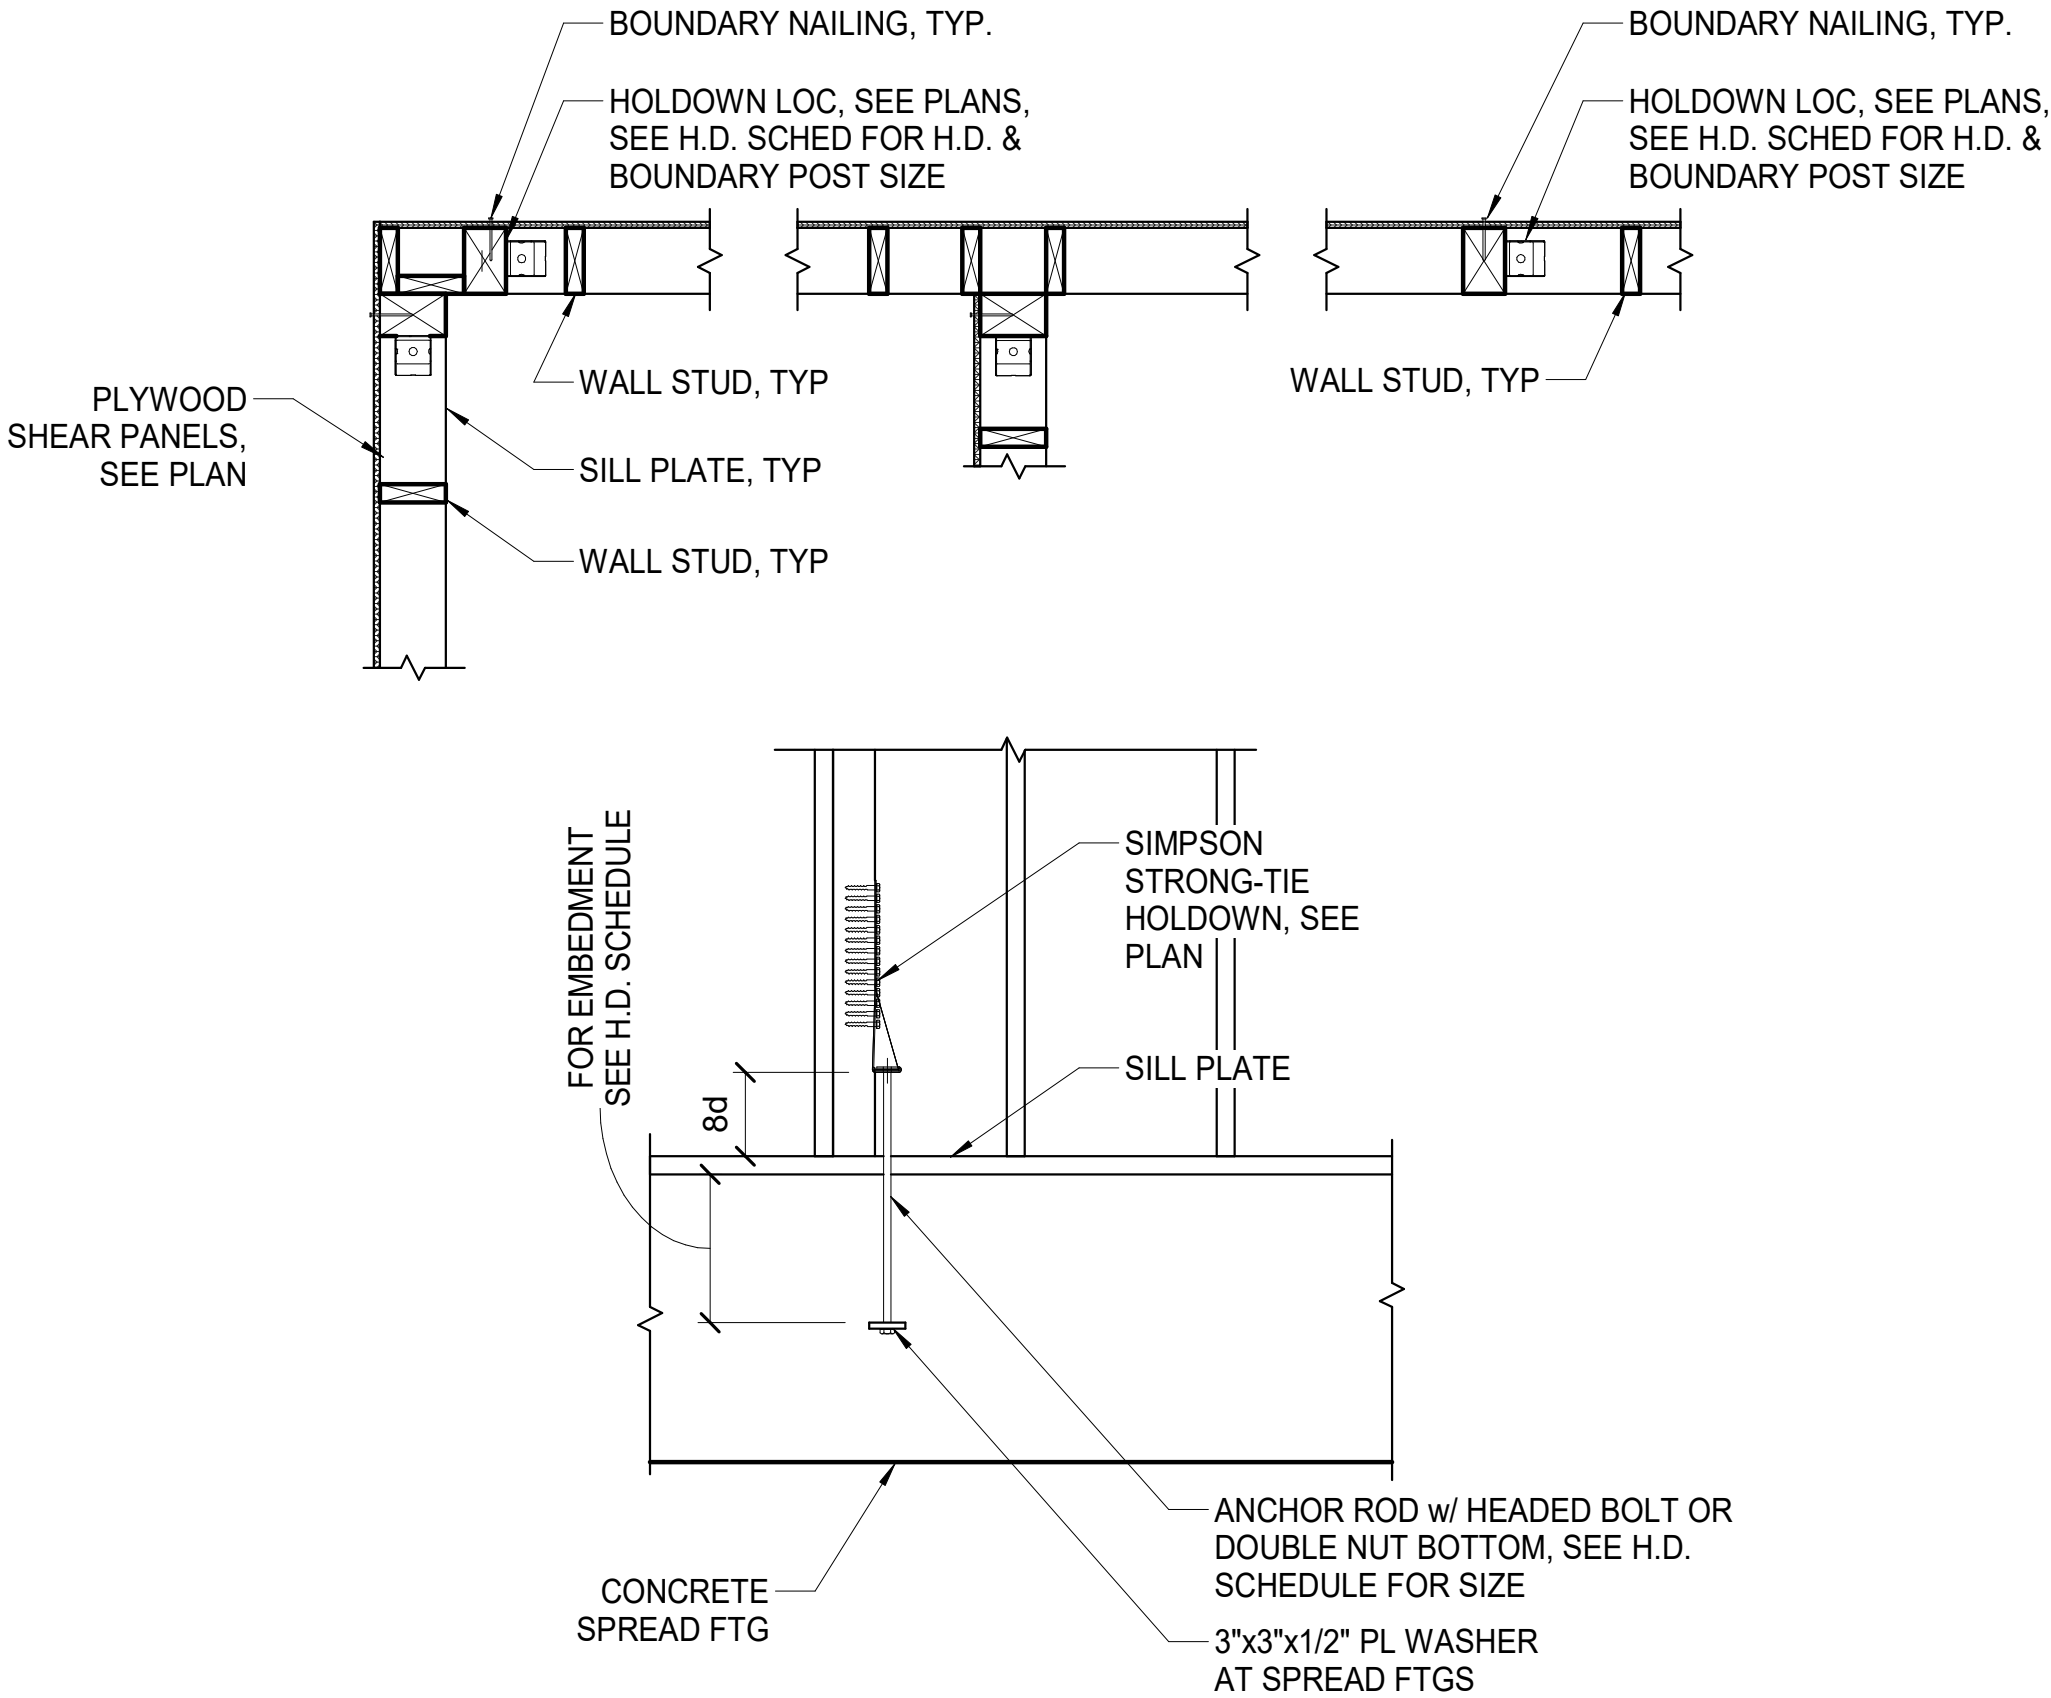 BOUNDARY NAILING, TYP.
HOLDOWN LOC, SEE PLANS,
SEE H.D. SCHED FOR H.D. &
BOUNDARY POST SIZE
BOUNDARY NAILING, TYP.
HOLDOWN LOC, SEE PLANS,
SEE H.D. SCHED FOR H.D. &
BOUNDARY POST SIZE
WALL STUD, TYP
WALL STUD, TYP
PLYWOOD
SHEAR PANELS,
SEE PLAN
SILL PLATE, TYP
WALL STUD, TYP
FOR EMBEDMENT
SEE H.D. SCHEDULE
SIMPSON
STRONG-TIE
HOLDOWN, SEE
PLAN
8d
SILL PLATE
ANCHOR ROD w/ HEADED BOLT OR
DOUBLE NUT BOTTOM, SEE H.D.
SCHEDULE FOR SIZE
CONCRETE
SPREAD FTG
3"x3"x1/2" PL WASHER
AT SPREAD FTGS